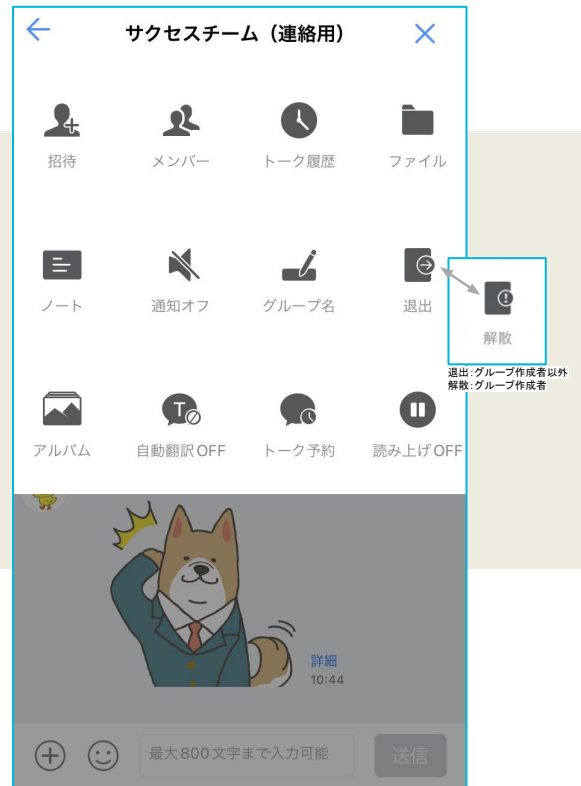 サクセスチーム（連絡用）
招待
メンバー
トーク履歴
ファイル
ノート
通知オフ
グループ名
退出
解散
退出：グループ作成者以外
解散：グループ作成者
アルバム
自動翻訳OFF
トーク予約
読み上げOFF
詳細
10:44
最大800文字まで入力可能
送信